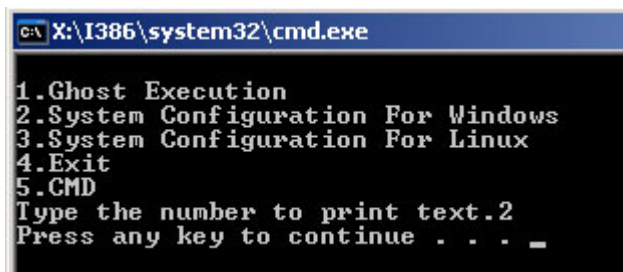 X:\I386\system32\cmd.exe
1.Ghost Execution
2.System Configuration For Windows
3.System Configuration For Linux
4.Exit
5.CMD
Type the number to print text.2
Press any key to continue . . . _